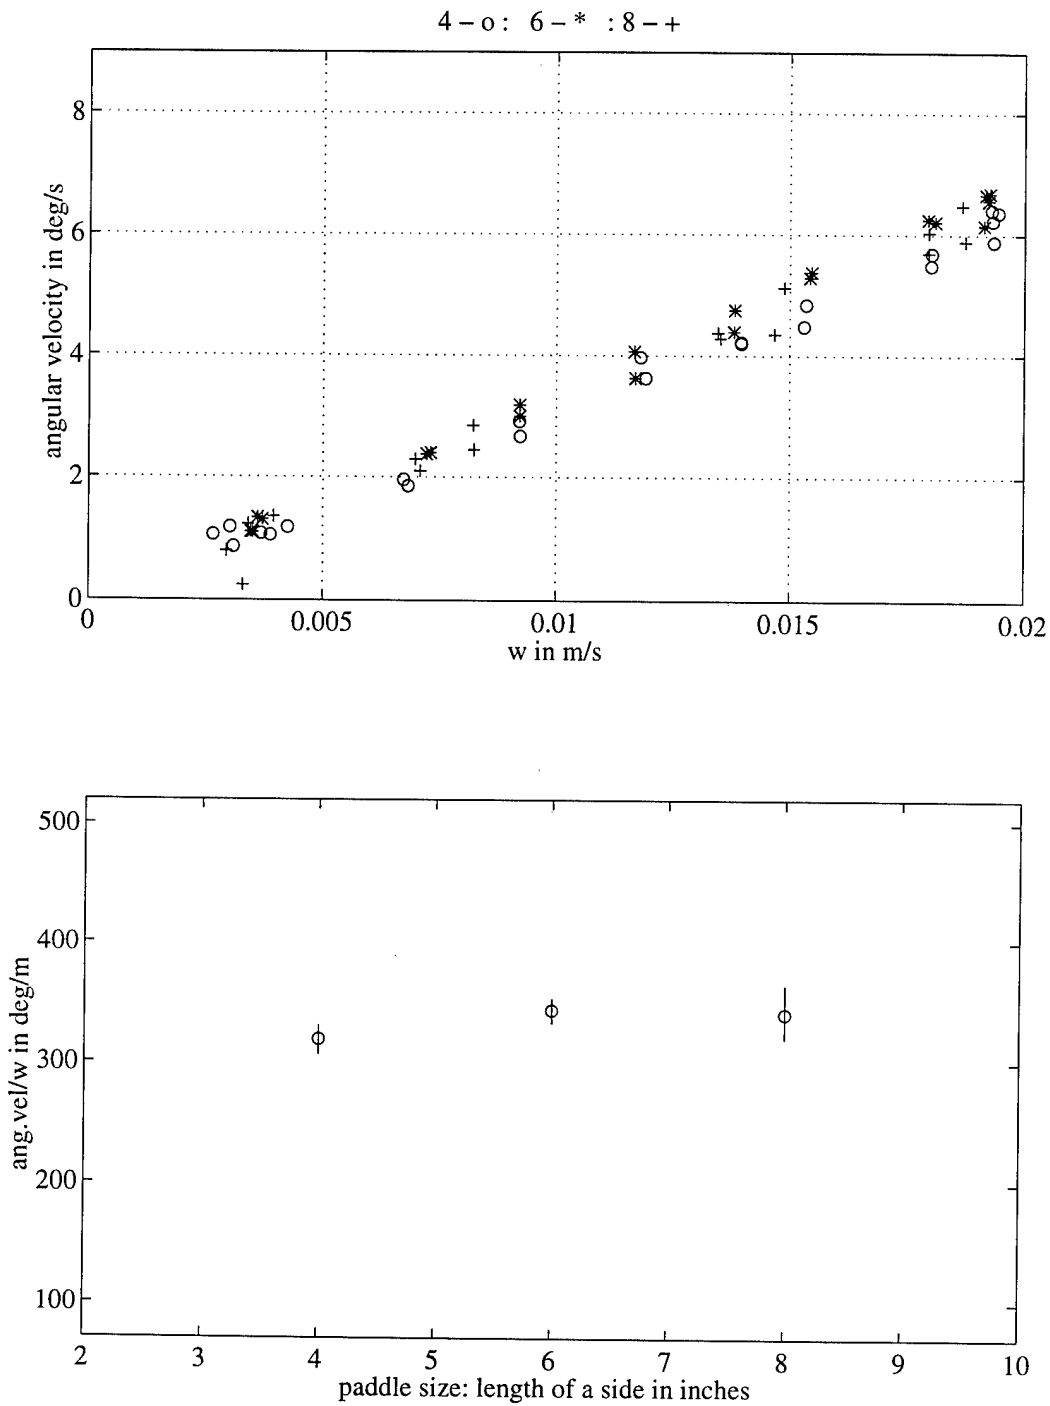 4 – o : 6 – * : 8 – +
8
6
4
2
0
angular velocity in deg/s
0 0.005 0.01 0.015 0.02
w in m/s
500
400
300
200
100
ang.vel/w in deg/m
2 3 4 5 6 7 8 9 10
paddle size: length of a side in inches